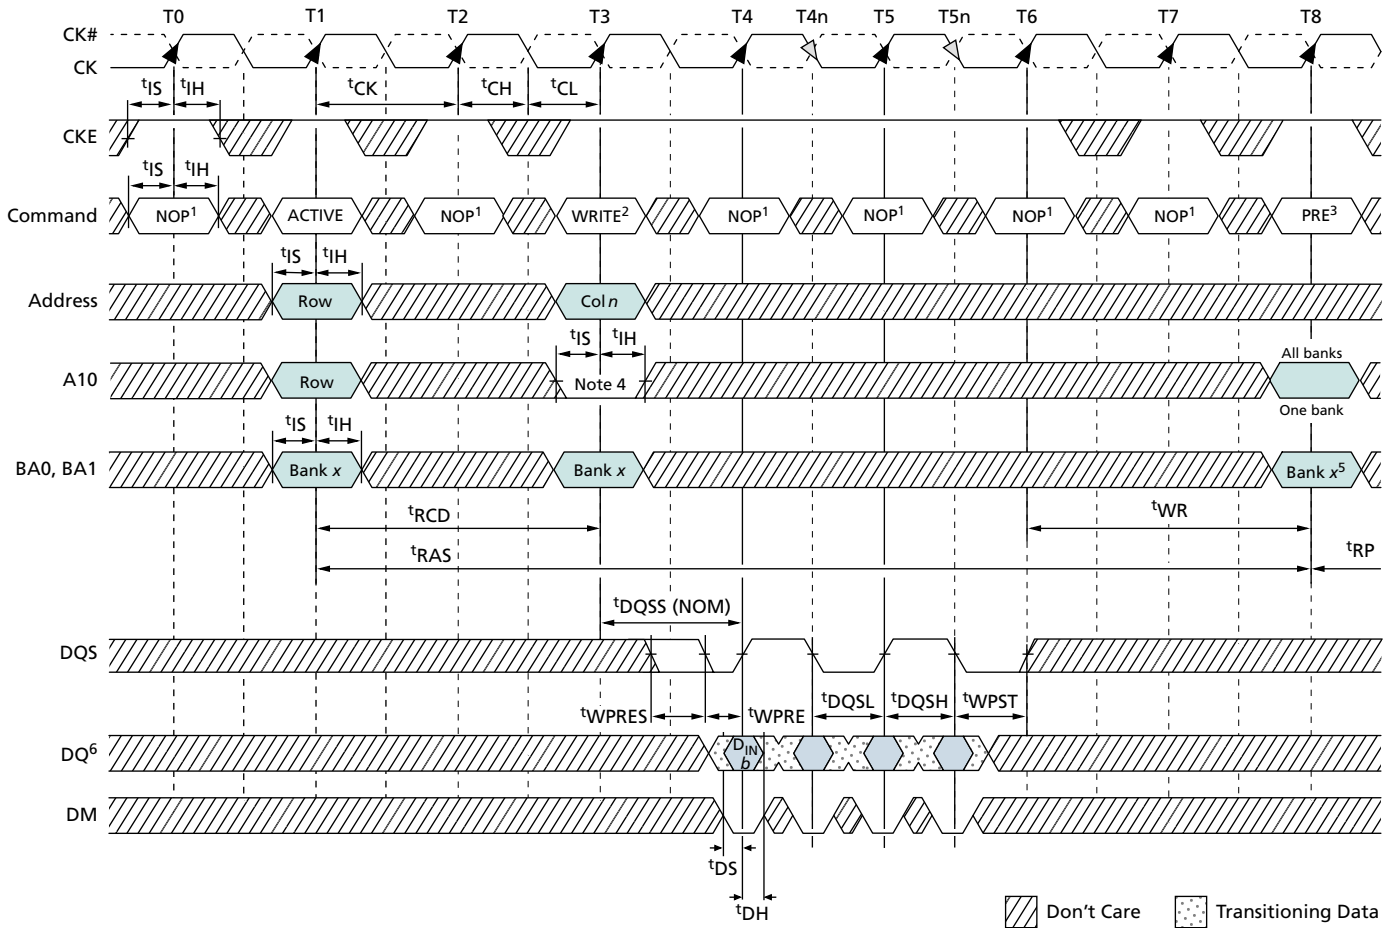 T0 T1 T2 T3 T4 T4n T5 T5n T6 T7 T8
CK#
CK
tIS tIH tCK tCH tCL
CKE
tIS tIH
Command NOP1 ACTIVE NOP1 WRITE2 NOP1 NOP1 NOP1 NOP1 PRE3
tIS tIH
Address Row Col n
tIS tIH
All banks
A10 Row Note 4
One bank
tIS tIH
BA0, BA1 Bank x Bank x Bank x5
tRCD tWR
tRAS tRP
tDQSS (NOM)
DQS
tWPRES tWPRE tDQSL tDQSH tWPST
DQ6 DIN
b
DM
tDS
tDH
Don't Care Transitioning Data